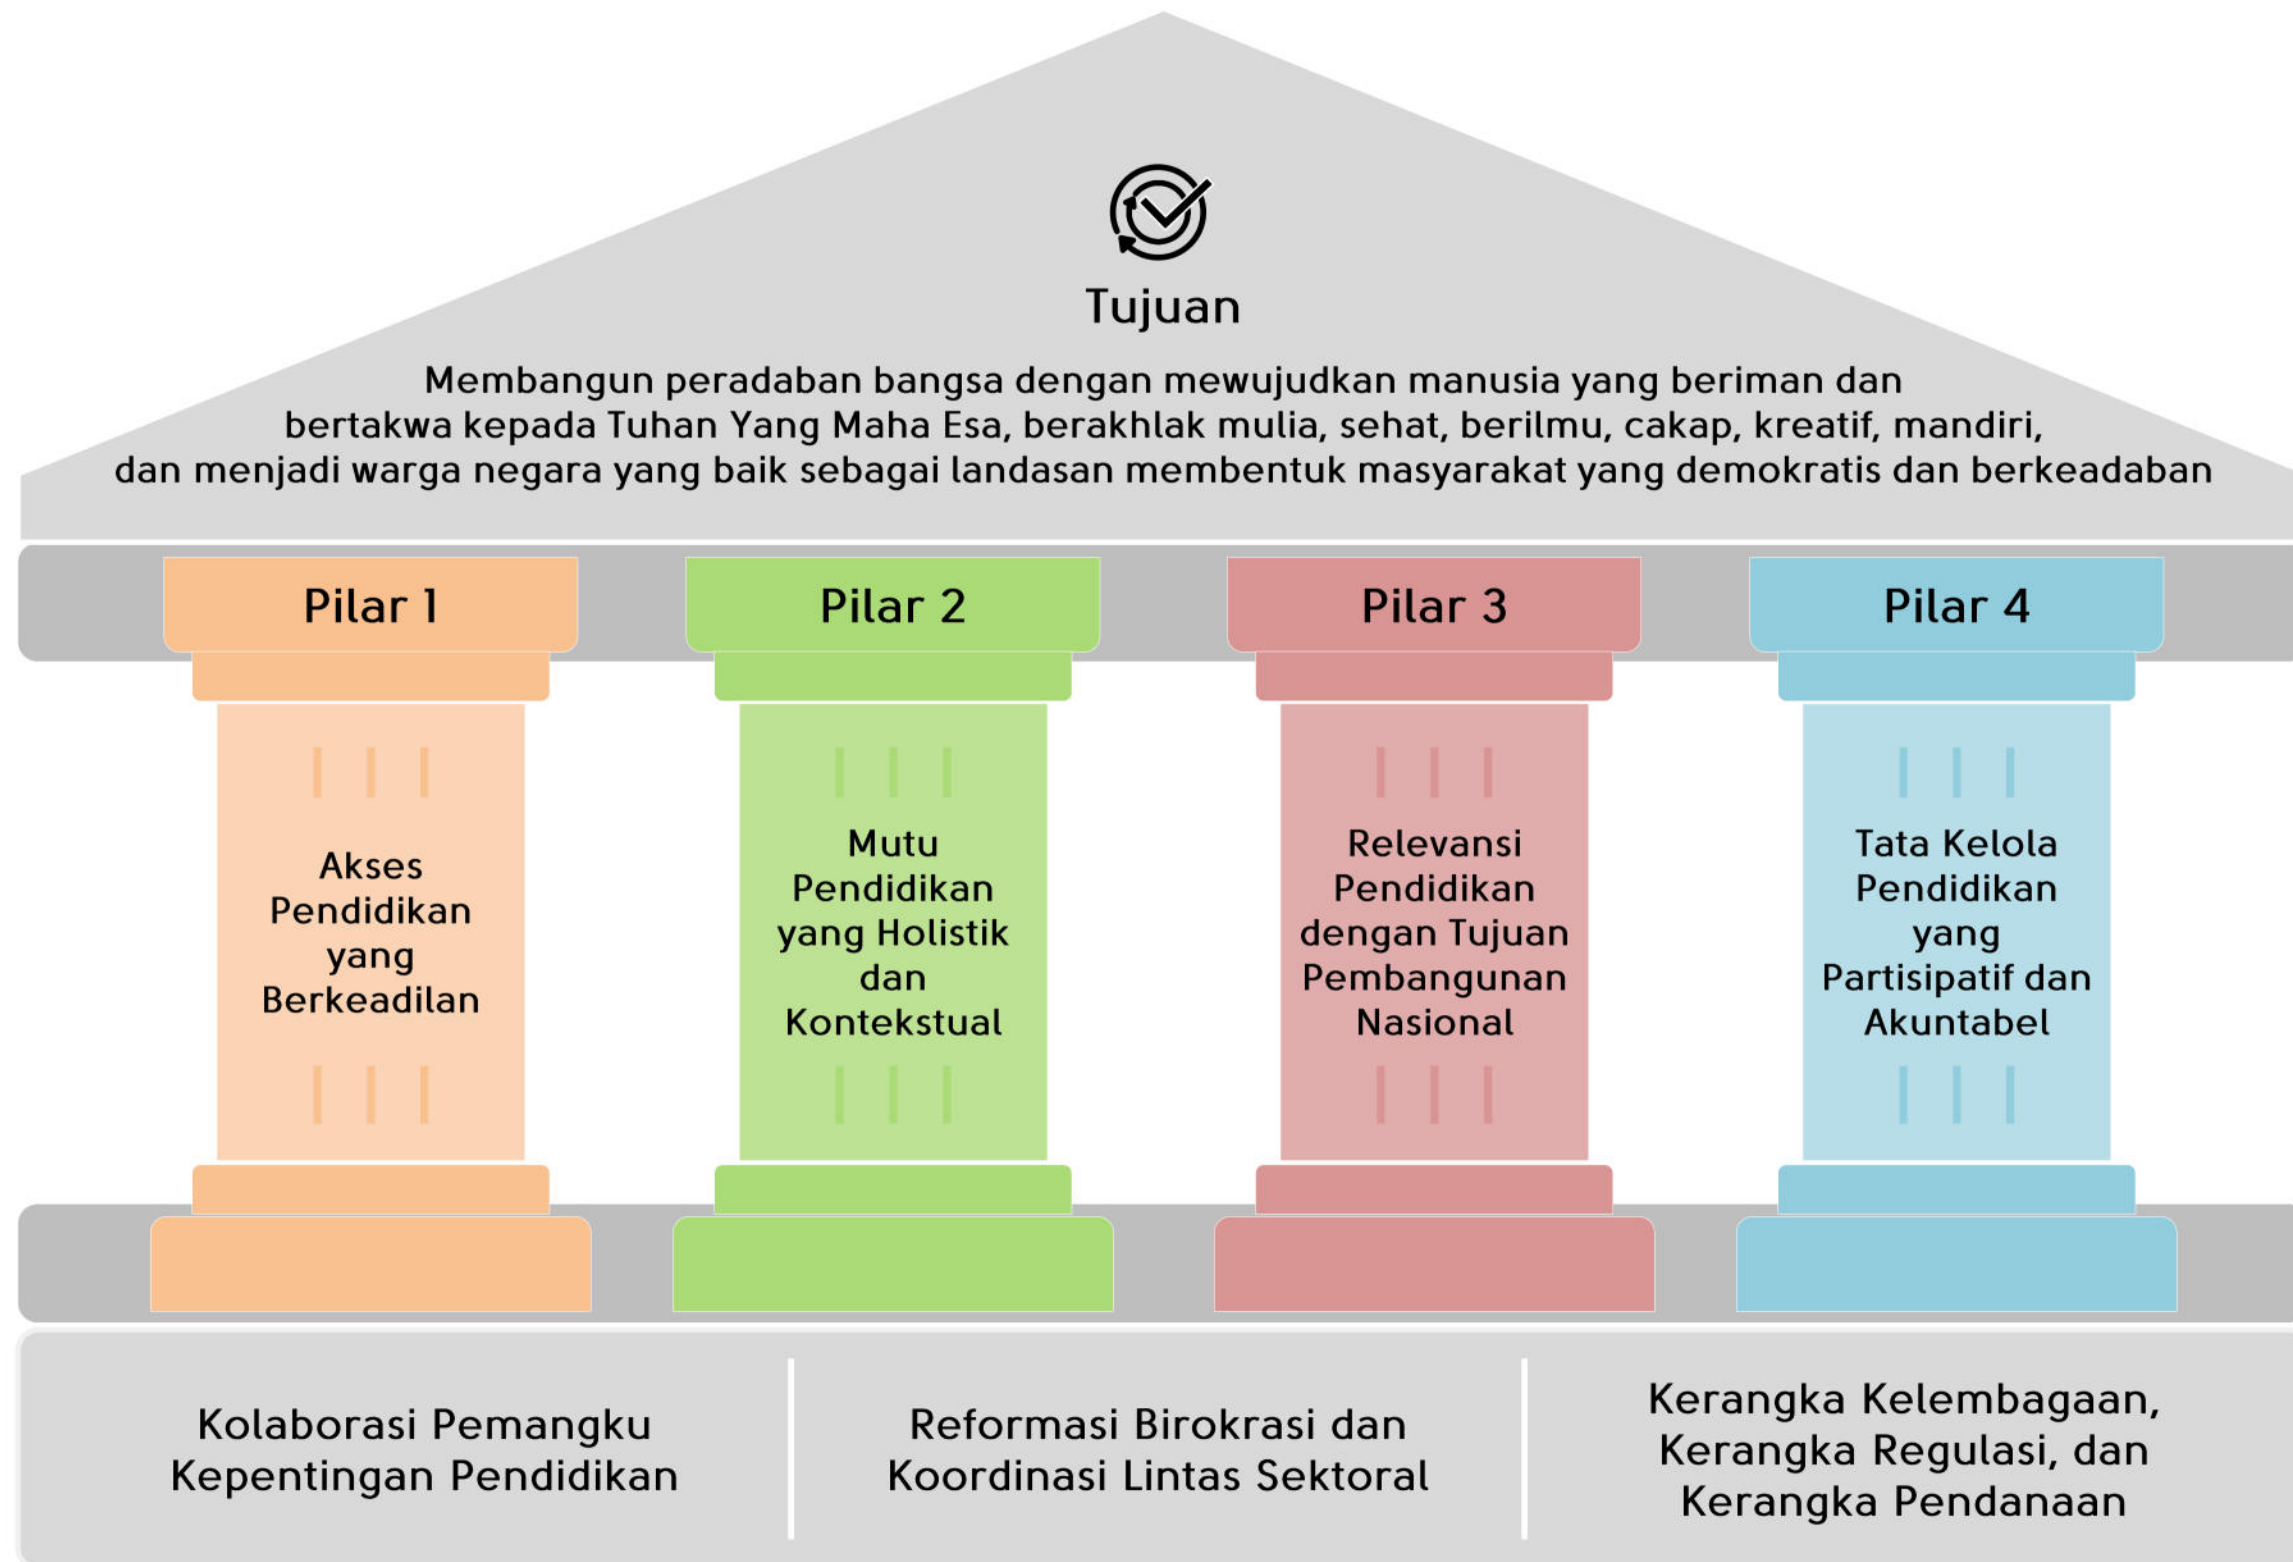 Tujuan
Membangun peradaban bangsa dengan mewujudkan manusia yang beriman dan
bertakwa kepada Tuhan Yang Maha Esa, berakhlak mulia, sehat, berilmu, cakap, kreatif, mandiri,
dan menjadi warga negara yang baik sebagai landasan membentuk masyarakat yang demokratis dan berkeadaban
Pilar 1
Akses
Pendidikan
yang
Berkeadilan
Pilar 2
Mutu
Pendidikan
yang Holistik
dan
Kontekstual
Pilar 3
Relevansi
Pendidikan
dengan Tujuan
Pembangunan
Nasional
Pilar 4
Tata Kelola
Pendidikan
yang
Partisipatif dan
Akuntabel
Kolaborasi Pemangku
Kepentingan Pendidikan
Reformasi Birokrasi dan
Koordinasi Lintas Sektoral
Kerangka Kelembagaan,
Kerangka Regulasi, dan
Kerangka Pendanaan